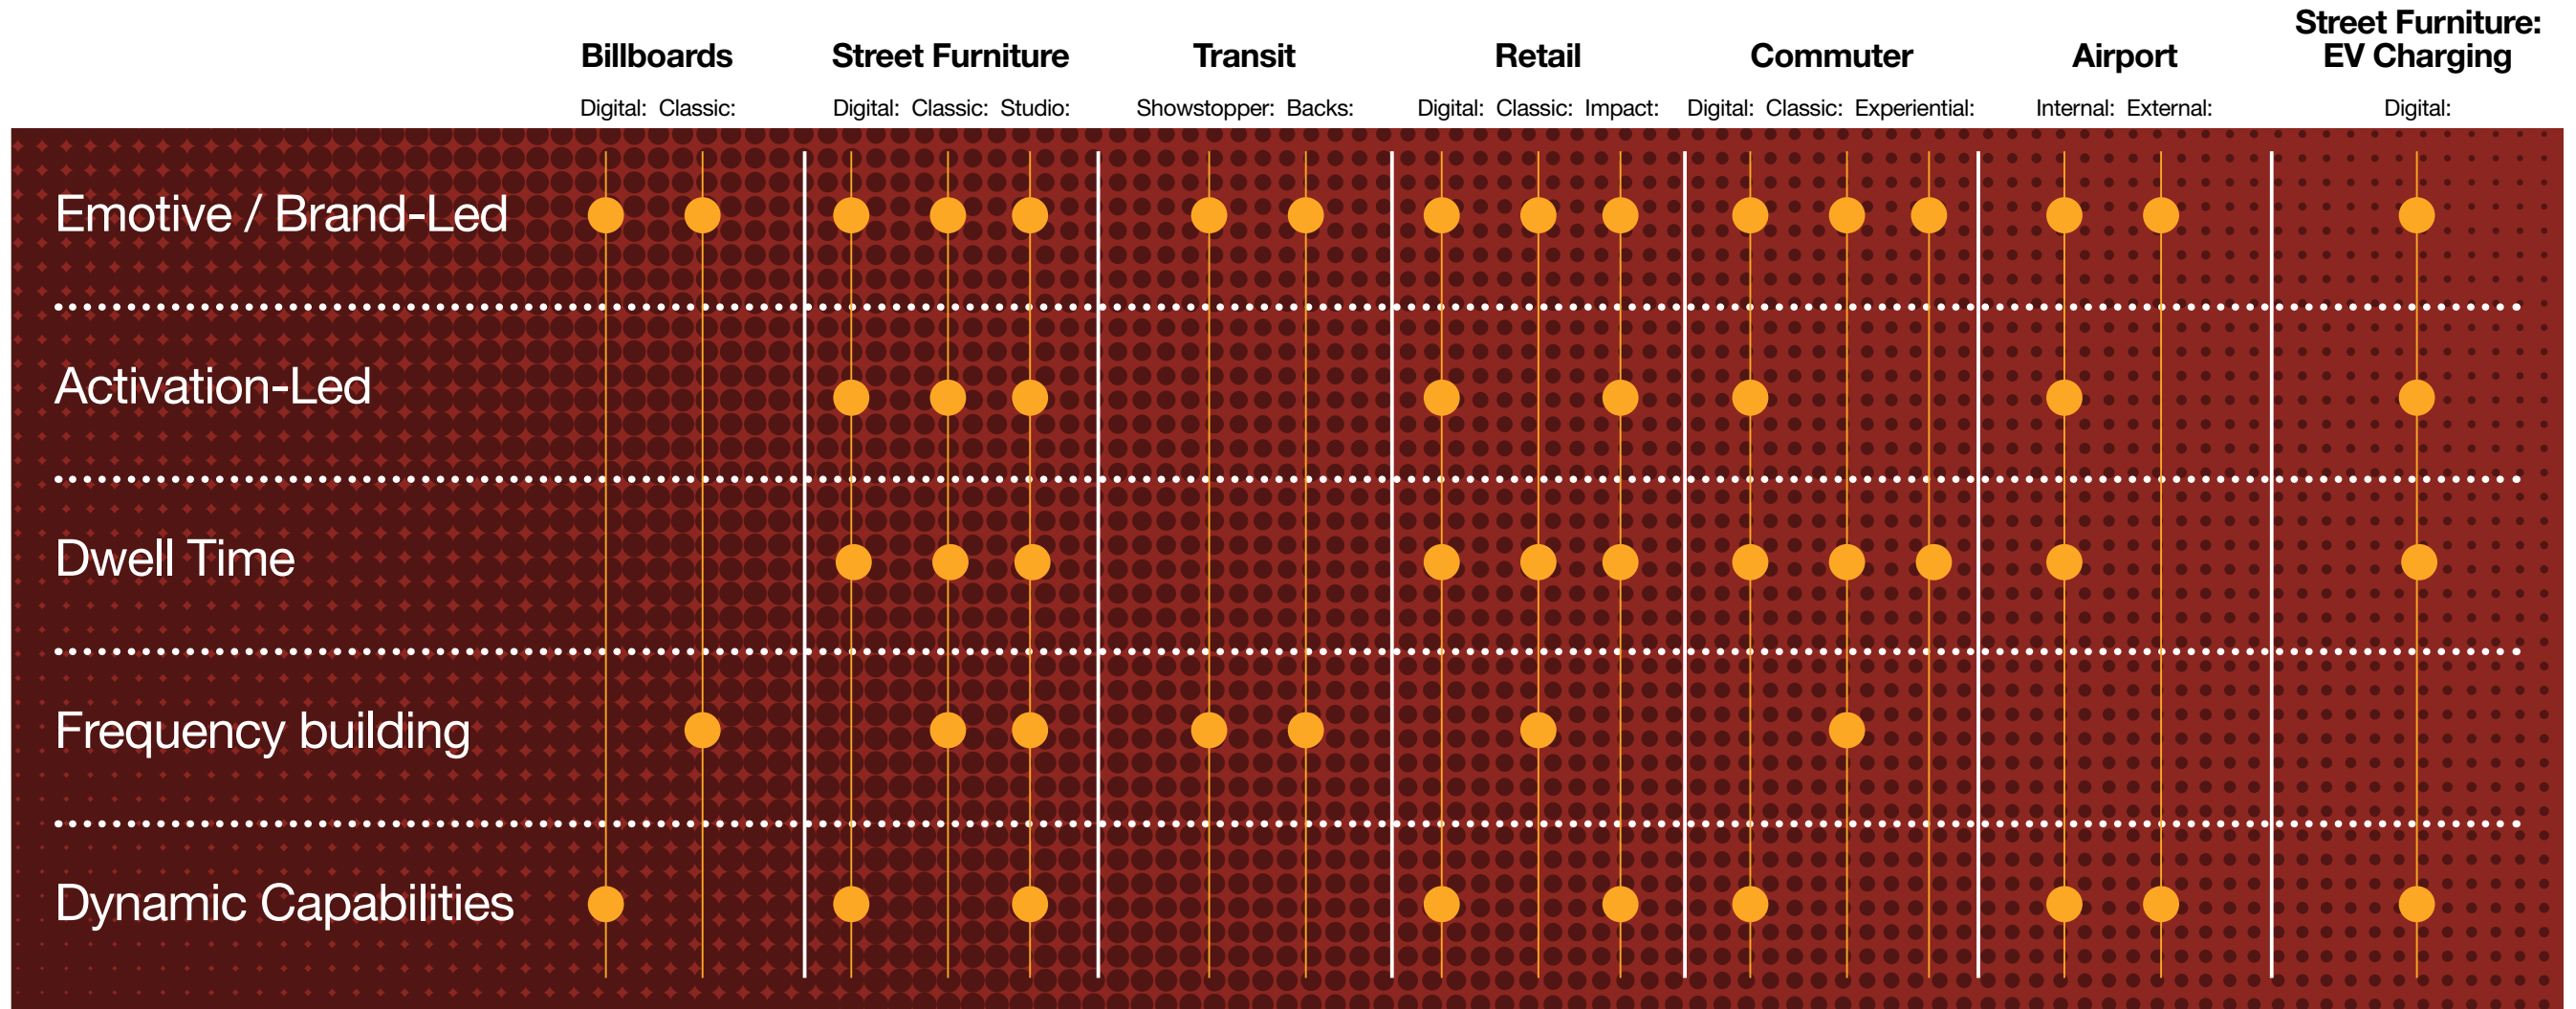 Billboards Street Furniture Transit Retail Commuter Airport Street Furniture:
EV Charging
Digital: Classic: Digital: Classic: Studio: Showstopper: Backs: Digital: Classic: Impact: Digital: Classic: Experiential: Internal: External: Digital:
Emotive / Brand-Led
Activation-Led
Dwell Time
Frequency building
Dynamic Capabilities